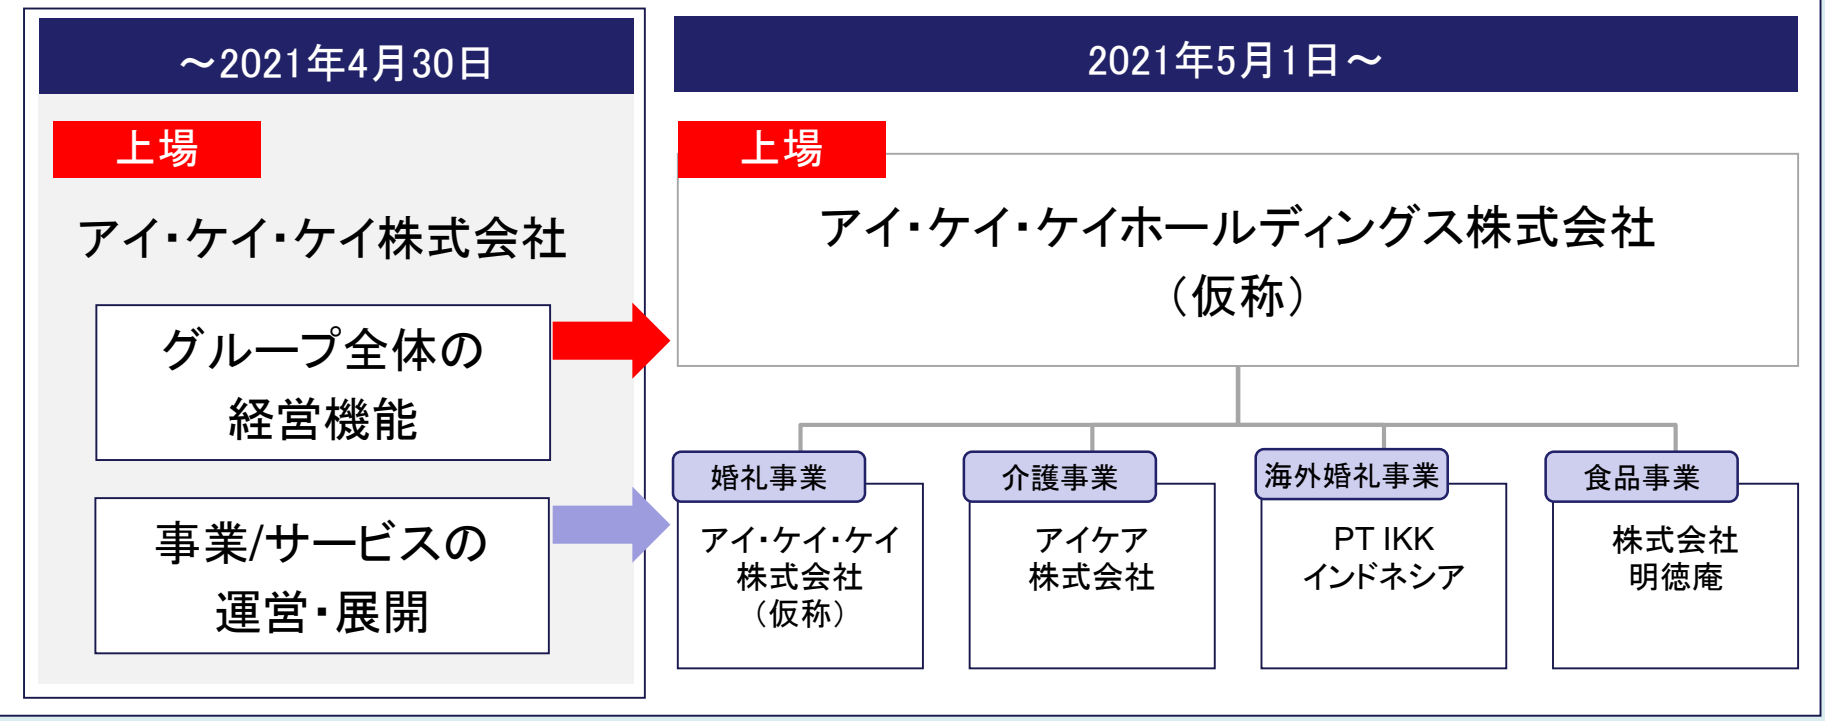 ～2021年4月30日
上場
アイ・ケイ・ケイ株式会社
グループ全体の
経営機能
事業/サービスの
運営・展開
2021年5月1日～
上場
アイ・ケイ・ケイホールディングス株式会社
（仮称）
婚礼事業
アイ・ケイ・ケイ
株式会社
（仮称）
介護事業
アイケア
株式会社
海外婚礼事業
PT IKK
インドネシア
食品事業
株式会社
明徳庵